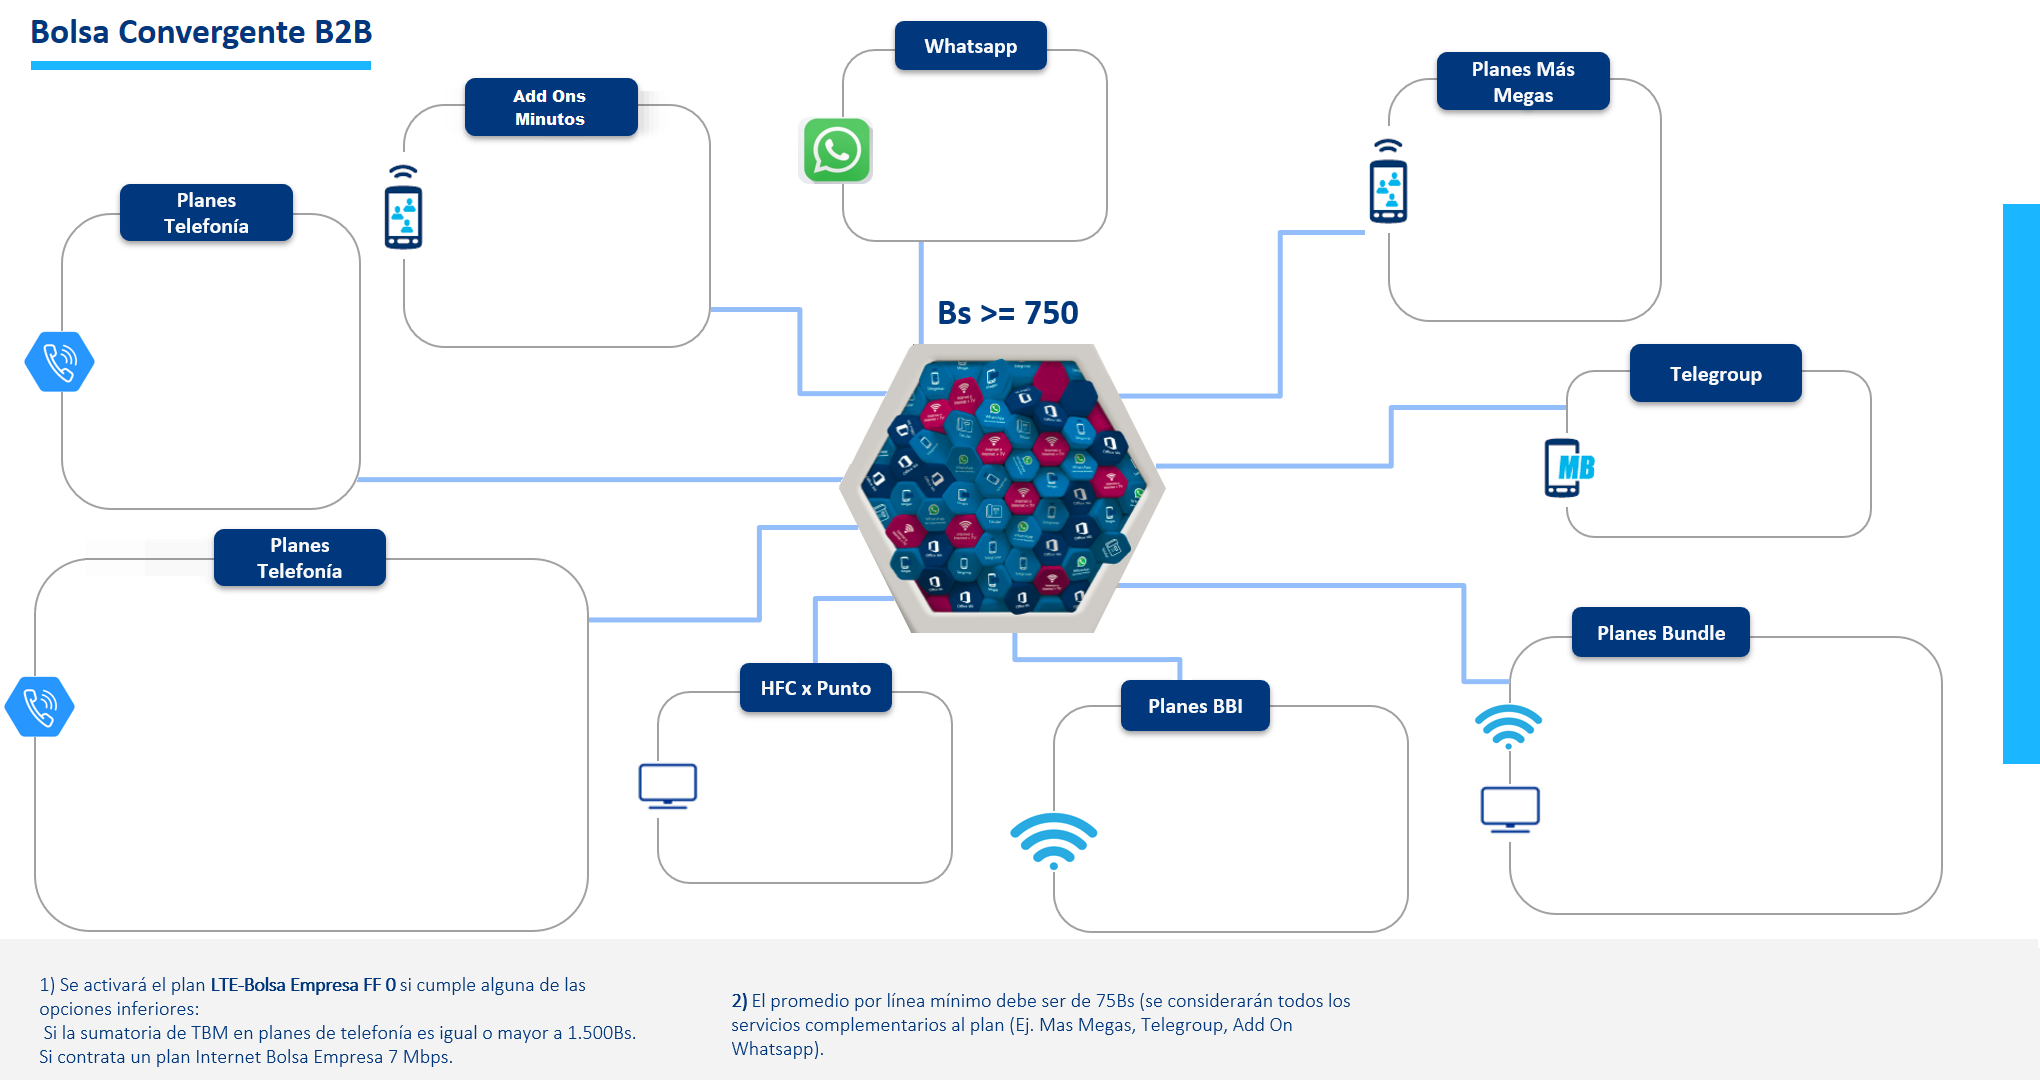 Bolsa Convergente B2B
Whatsapp
Planes Más
Megas
Add Ons
Minutos
Planes
Telefonía
Bs >= 750
Telegroup
MB
Planes
Telefonía
Planes Bundle
HFC x Punto
Planes BBI
1) Se activará el plan LTE-Bolsa Empresa FF 0 si cumple alguna de las
opciones inferiores:
Si la sumatoria de TBM en planes de telefonía es igual o mayor a 1.500Bs.
Si contrata un plan Internet Bolsa Empresa 7 Mbps.
2) El promedio por línea mínimo debe ser de 75Bs (se considerarán todos los
servicios complementarios al plan (Ej. Mas Megas, Telegroup, Add On
Whatsapp).